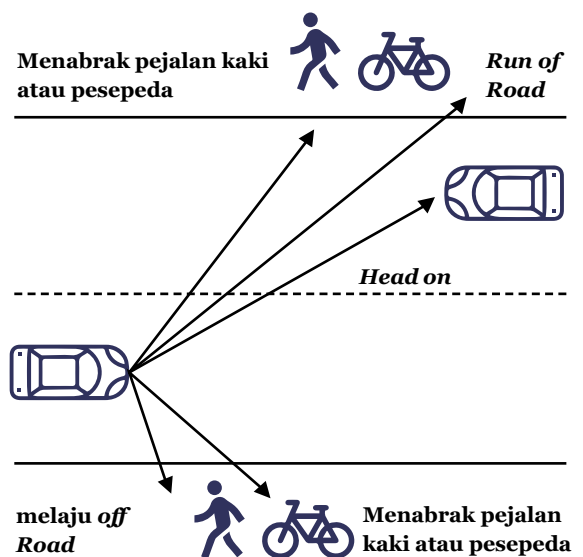 Menabrak pejalan kaki
atau pesepeda
Run of
Road
Head on
melaju off
Road
Menabrak pejalan
kaki atau pesepeda